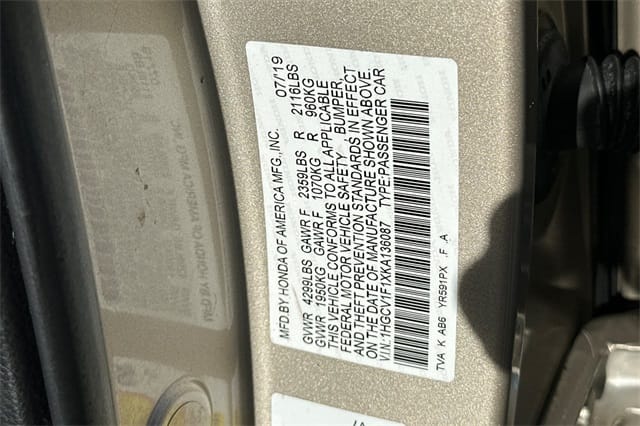 MFD.BY HONDA OF AMERICA MFG.,INC. 07/19
GVWR 4299LBS GAWR F 2359LBS R 2116LBS
GVWR 1950KG GAWR F 1070KG R 960KG
THIS VEHICLE CONFORMS TO ALL APPLICABLE
FEDERAL MOTOR VEHICLE SAFETY BUMPER,
AND THEFT PREVENTION STANDARDS IN EFFECT
ON THE DATE OF MANUFACTURE SHOWN ABOVE.
V.I.N.:1HGCV1F1XKA136087 TYPE:PASSENGER CAR
TVA K AB6 YR591PX ,F ,A